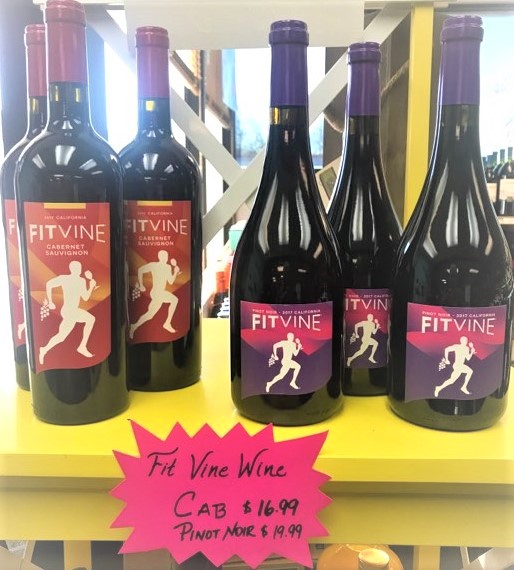 2017 CALIFORNIA
FITVINE
CABERNET
SAUVIGNON
FITVINE
CABERNET
SAUVIGNON
PINOT NOIR • 2017 CALIFORNIA
FITVINE
PINOT NOIR • 2017 CALIFORNIA
FITVINE
Fit Vine Wine
CAB $16.99
PINOT NOIR $19.99